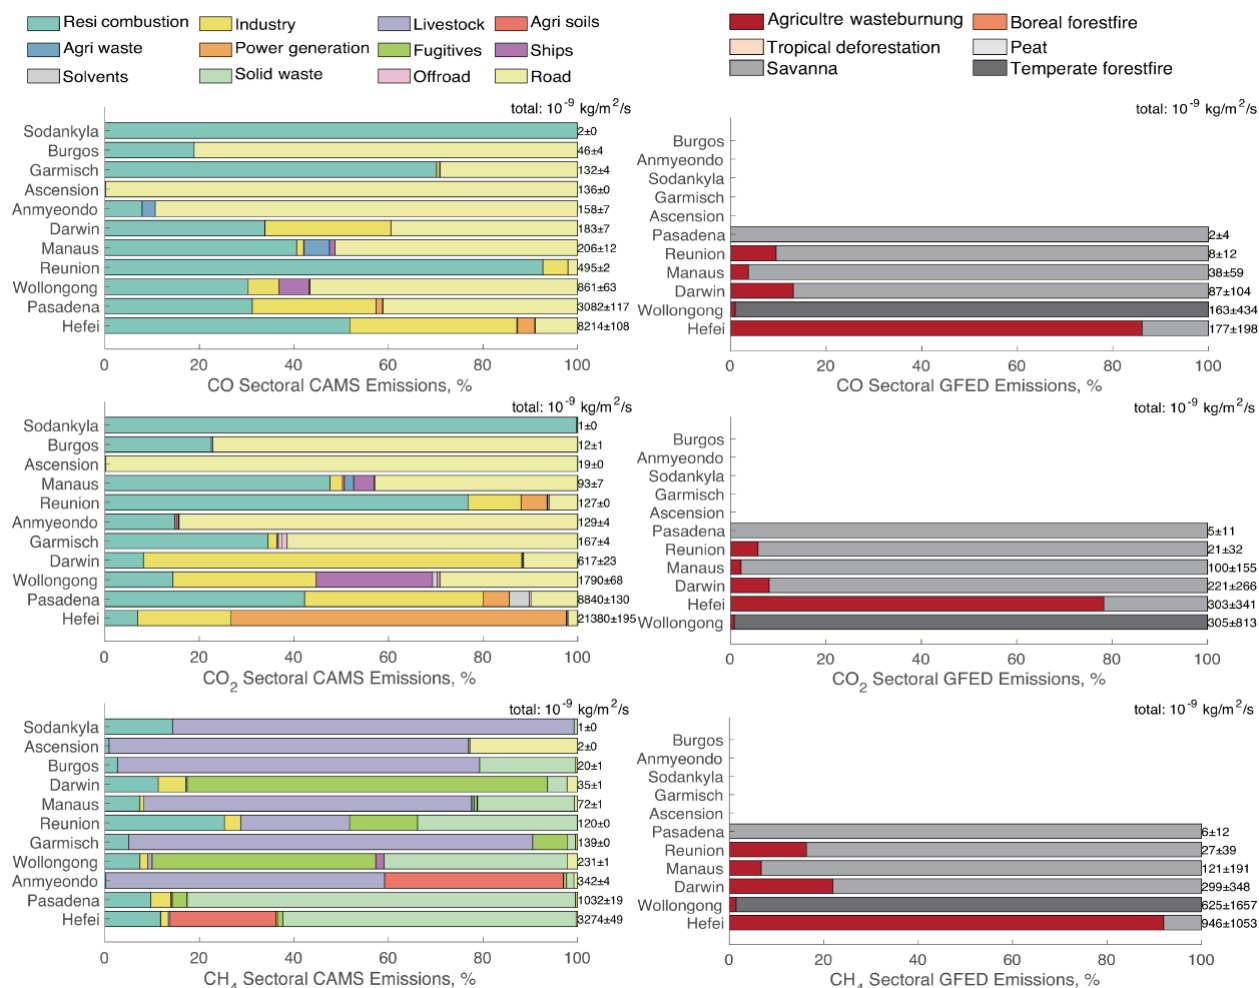 Resi combustion Industry Livestock Agri soils
Agri waste Power generation Fugitives Ships
Solvents Solid waste Offroad Road
Agricultre wasteburnung Boreal forestfire
Tropical deforestation Peat
Savanna Temperate forestfire
total: 10⁻⁹ kg/m²/s
Sodankyla 2±0
Burgos 46±4
Garmisch 132±4
Ascension 136±0
Anmyeondo 158±7
Darwin 183±7
Manaus 206±12
Reunion 495±2
Wollongong 861±63
Pasadena 3082±117
Hefei 8214±108
0 20 40 60 80 100
CO Sectoral CAMS Emissions, %
total: 10⁻⁹ kg/m²/s
Burgos
Anmyeondo
Sodankyla
Garmisch
Ascension
Pasadena 2±4
Reunion 8±12
Manaus 38±59
Darwin 87±104
Wollongong 163±434
Hefei 177±198
0 20 40 60 80 100
CO Sectoral GFED Emissions, %
total: 10⁻⁹ kg/m²/s
Sodankyla 1±0
Burgos 12±1
Ascension 19±0
Manaus 93±7
Reunion 127±0
Anmyeondo 129±4
Garmisch 167±4
Darwin 617±23
Wollongong 1790±68
Pasadena 8840±130
Hefei 21380±195
0 20 40 60 80 100
CO₂ Sectoral CAMS Emissions, %
total: 10⁻⁹ kg/m²/s
Burgos
Anmyeondo
Sodankyla
Garmisch
Ascension
Pasadena 5±11
Reunion 21±32
Manaus 100±155
Darwin 221±266
Hefei 303±341
Wollongong 305±813
0 20 40 60 80 100
CO₂ Sectoral GFED Emissions, %
total: 10⁻⁹ kg/m²/s
Sodankyla 1±0
Ascension 2±0
Burgos 20±1
Darwin 35±1
Manaus 72±1
Reunion 120±0
Garmisch 139±0
Wollongong 231±1
Anmyeondo 342±4
Pasadena 1032±19
Hefei 3274±49
0 20 40 60 80 100
CH₄ Sectoral CAMS Emissions, %
total: 10⁻⁹ kg/m²/s
Burgos
Anmyeondo
Sodankyla
Garmisch
Ascension
Pasadena 6±12
Reunion 27±39
Manaus 121±191
Darwin 299±348
Wollongong 625±1657
Hefei 946±1053
0 20 40 60 80 100
CH₄ Sectoral GFED Emissions, %